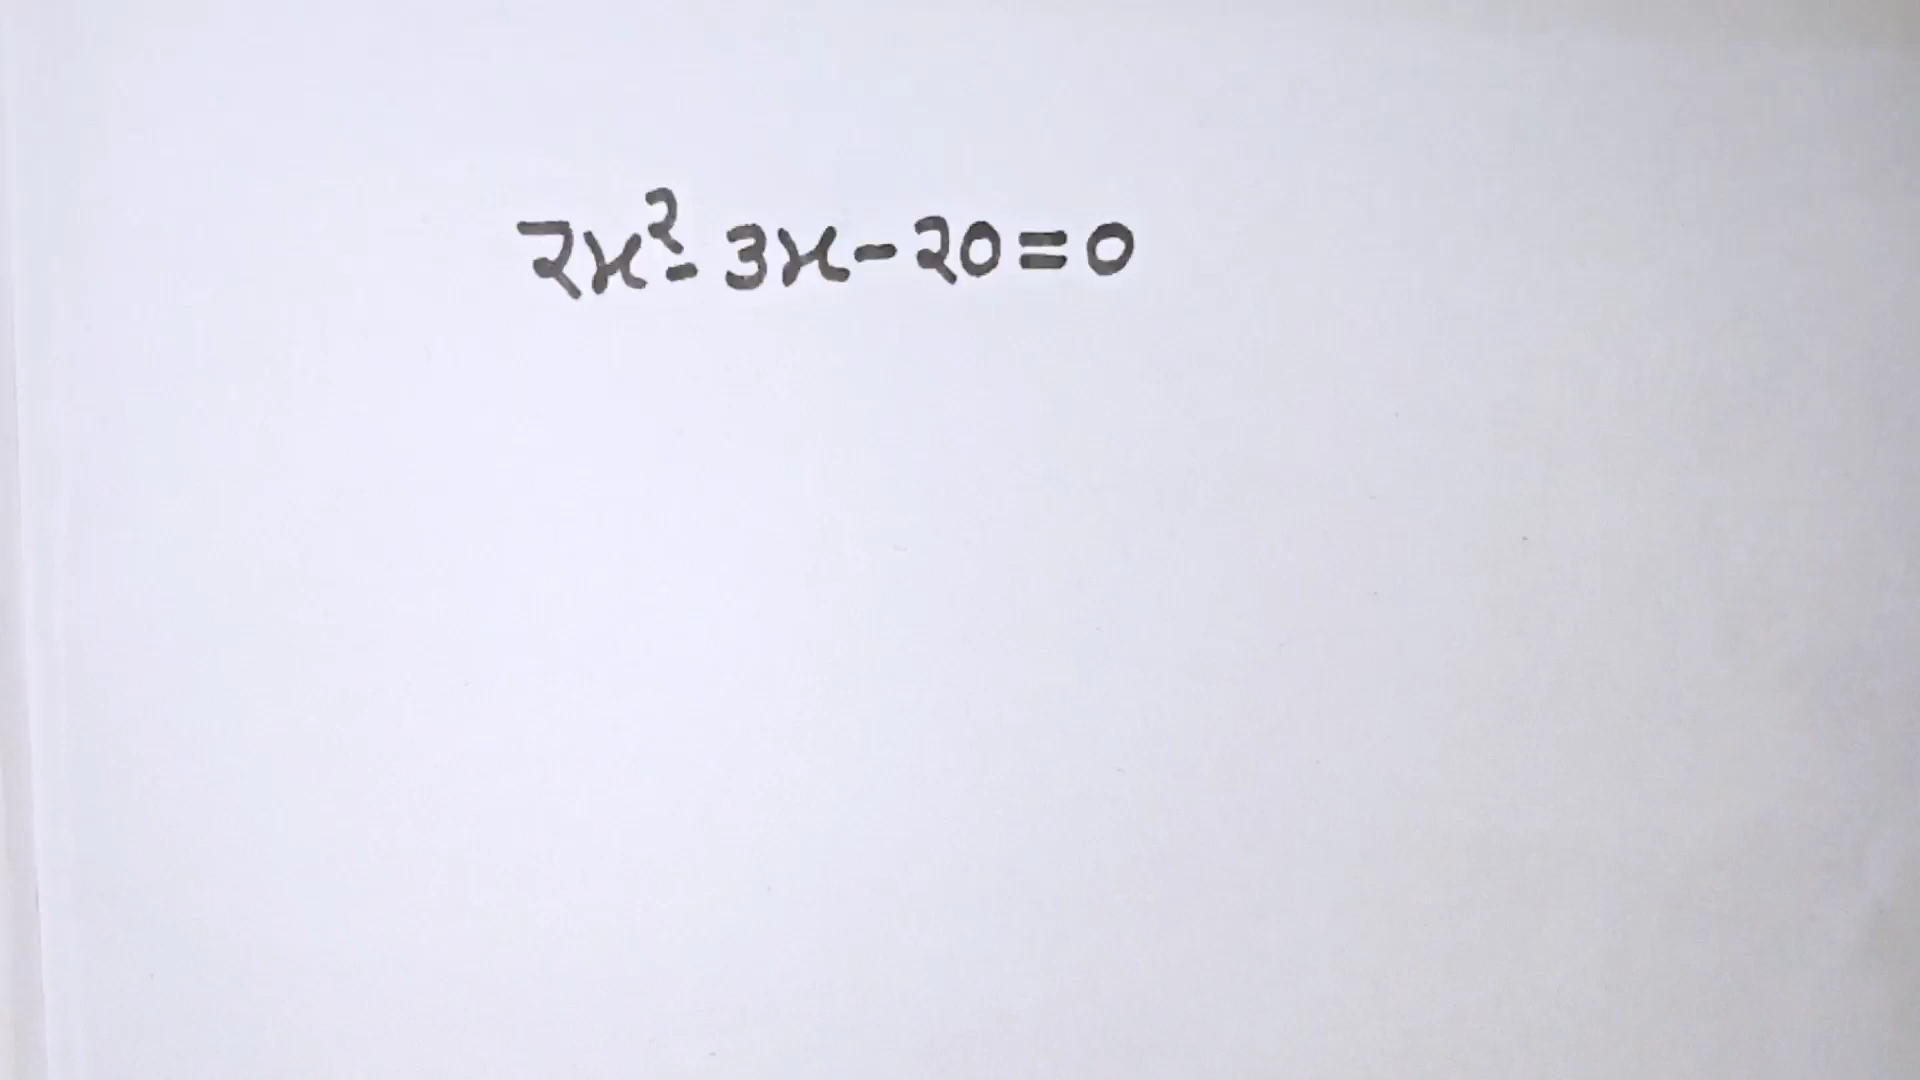 2x² - 3x - 20 = 0